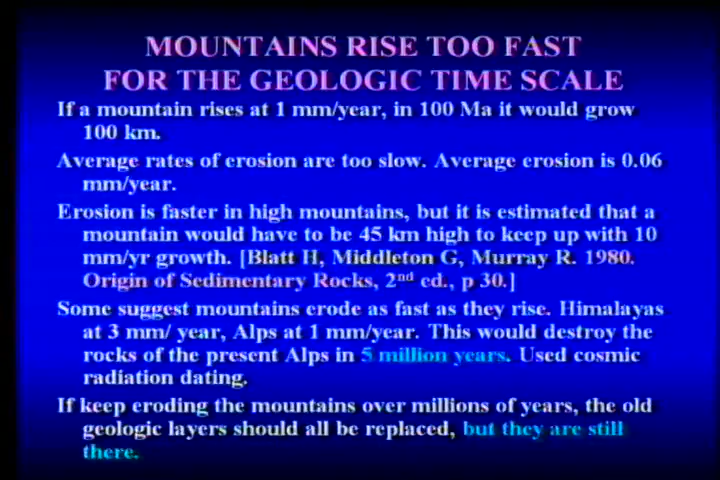 MOUNTAINS RISE TOO FAST
FOR THE GEOLOGIC TIME SCALE
If a mountain rises at 1 mm/year, in 100 Ma it would grow
100 km.
Average rates of erosion are too slow. Average erosion is 0.06
mm/year.
Erosion is faster in high mountains, but it is estimated that a
mountain would have to be 45 km high to keep up with 10
mm/yr growth. [Blatt H, Middleton G, Murray R. 1980.
Origin of Sedimentary Rocks, 2nd ed., p 30.]
Some suggest mountains erode as fast as they rise. Himalayas
at 3 mm/ year, Alps at 1 mm/year. This would destroy the
rocks of the present Alps in 5 million years. Used cosmic
radiation dating.
If keep eroding the mountains over millions of years, the old
geologic layers should all be replaced, but they are still
there.